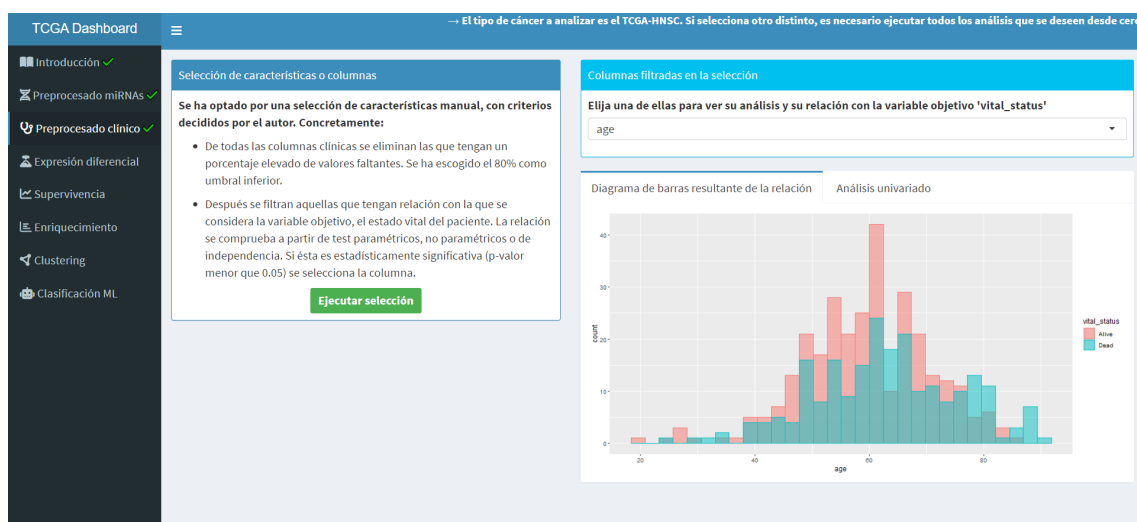 TCGA Dashboard
→ El tipo de cáncer a analizar es el TCGA-HNSC. Si selecciona otro distinto, es necesario ejecutar todos los análisis que se deseen desde cero
Introducción
Preprocesado miRNAs
Preprocesado clínico
Expresión diferencial
Supervivencia
Enriquecimiento
Clustering
Clasificación ML
Selección de características o columnas
Se ha optado por una selección de características manual, con criterios
decididos por el autor. Concretamente:
• De todas las columnas clínicas se eliminan las que tengan un
porcentaje elevado de valores faltantes. Se ha escogido el 80% como
umbral inferior.
• Después se filtran aquellas que tengan relación con la que se
considera la variable objetivo, el estado vital del paciente. La relación
se comprueba a partir de test paramétricos, no paramétricos o de
independencia. Si ésta es estadísticamente significativa (p-valor
menor que 0.05) se selecciona la columna.
Ejecutar selección
Columnas filtradas en la selección
Elija una de ellas para ver su análisis y su relación con la variable objetivo 'vital_status'
age
Diagrama de barras resultante de la relación
Análisis univariado
40
30
20
10
0
count
20 40 60 80
age
vital_status
Alive
Dead